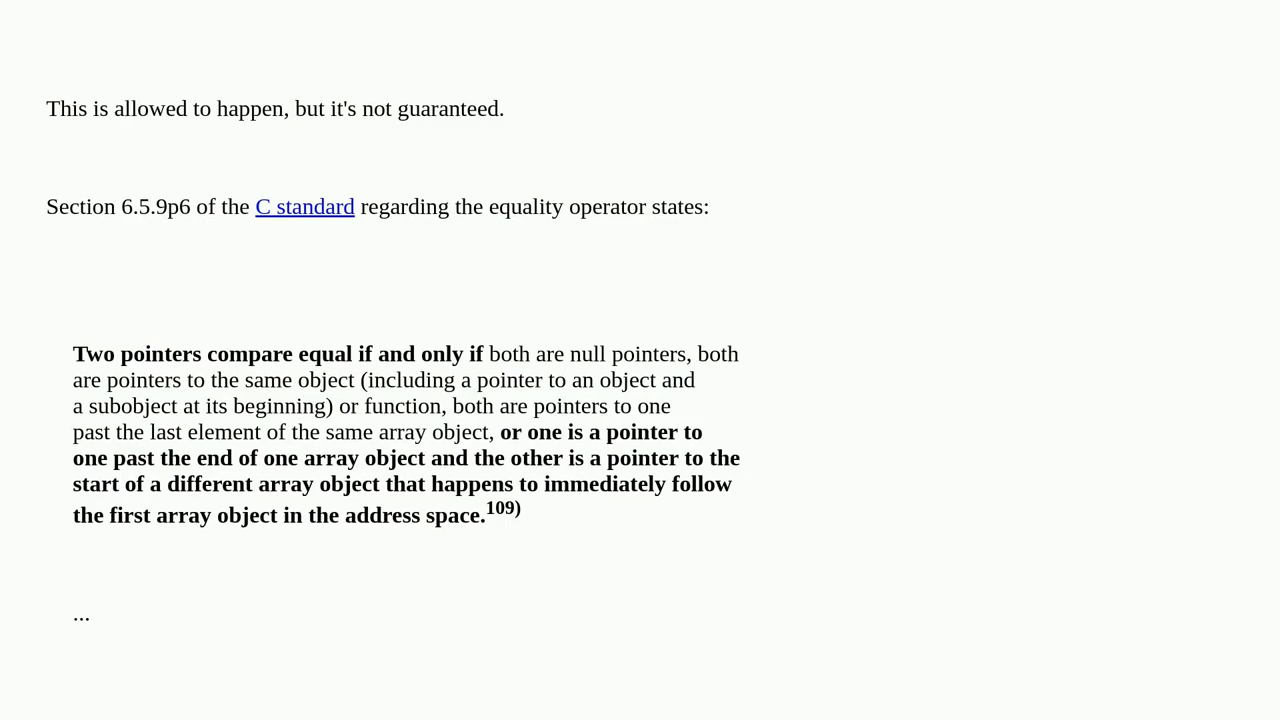 This is allowed to happen, but it's not guaranteed.
Section 6.5.9p6 of the C standard regarding the equality operator states:
Two pointers compare equal if and only if both are null pointers, both
are pointers to the same object (including a pointer to an object and
a subobject at its beginning) or function, both are pointers to one
past the last element of the same array object, or one is a pointer to
one past the end of one array object and the other is a pointer to the
start of a different array object that happens to immediately follow
the first array object in the address space.109)
...